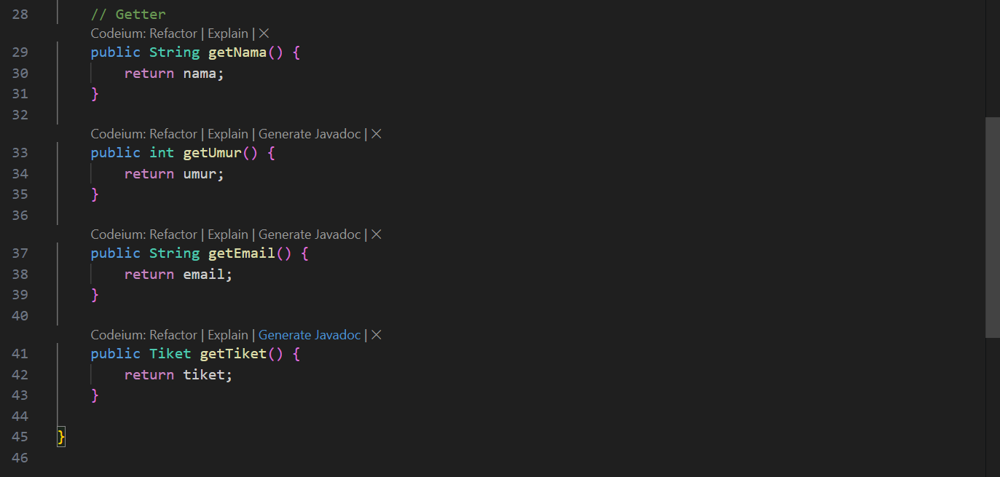 28 // Getter
Codeium: Refactor | Explain | ×
29 public String getNama() {
30 return nama;
31 }
32
Codeium: Refactor | Explain | Generate Javadoc | ×
33 public int getUmur() {
34 return umur;
35 }
36
Codeium: Refactor | Explain | Generate Javadoc | ×
37 public String getEmail() {
38 return email;
39 }
40
Codeium: Refactor | Explain | Generate Javadoc | ×
41 public Tiket getTiket() {
42 return tiket;
43 }
44
45 }
46